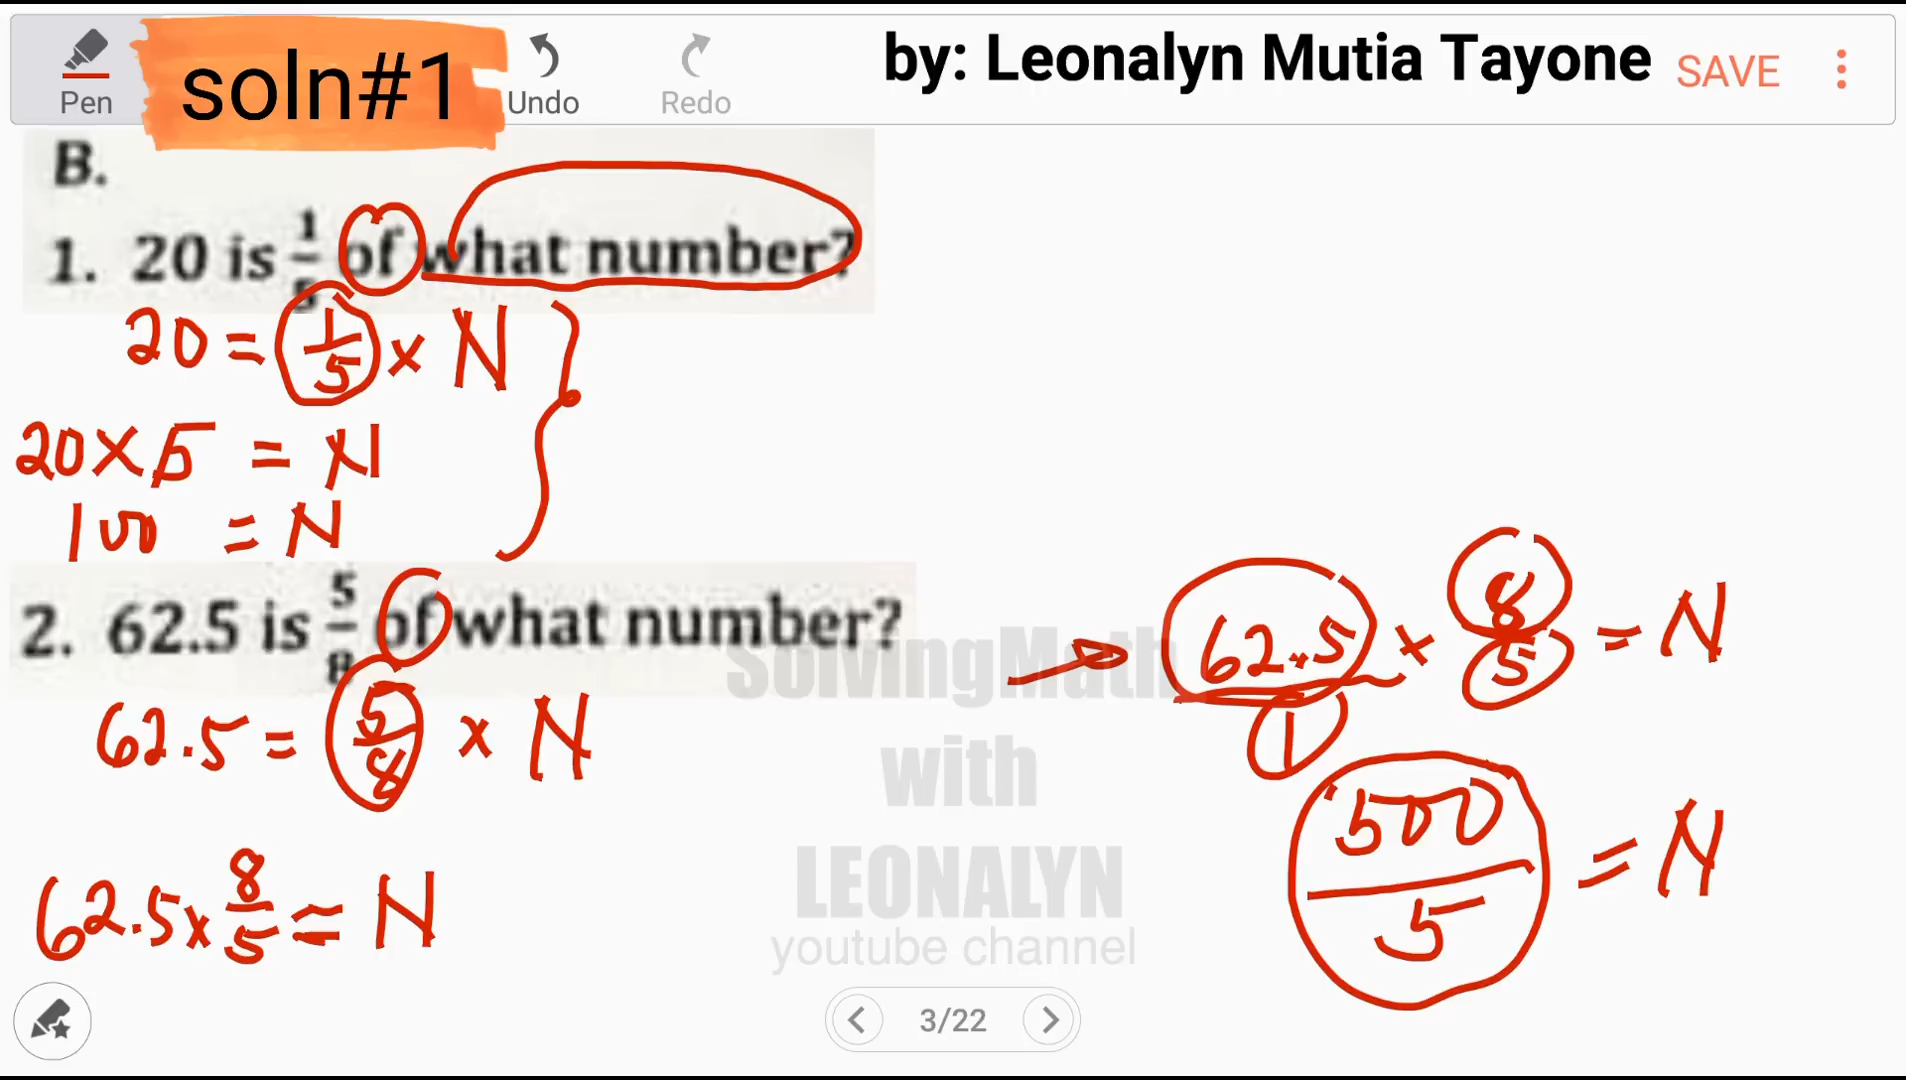 Pen
soln#1
Undo
Redo
by: Leonalyn Mutia Tayone
SAVE
B.
1. 20 is 1/5 of what number?
20 = 1/5 × N
20 × 5 = N
100 = N
2. 62.5 is 5/8 of what number?
62.5 = 5/8 × N
62.5 × 8/5 = N
62.5/1 × 8/5 = N
500/5 = N
SolvingMath
with
LEONALYN
youtube channel
3/22